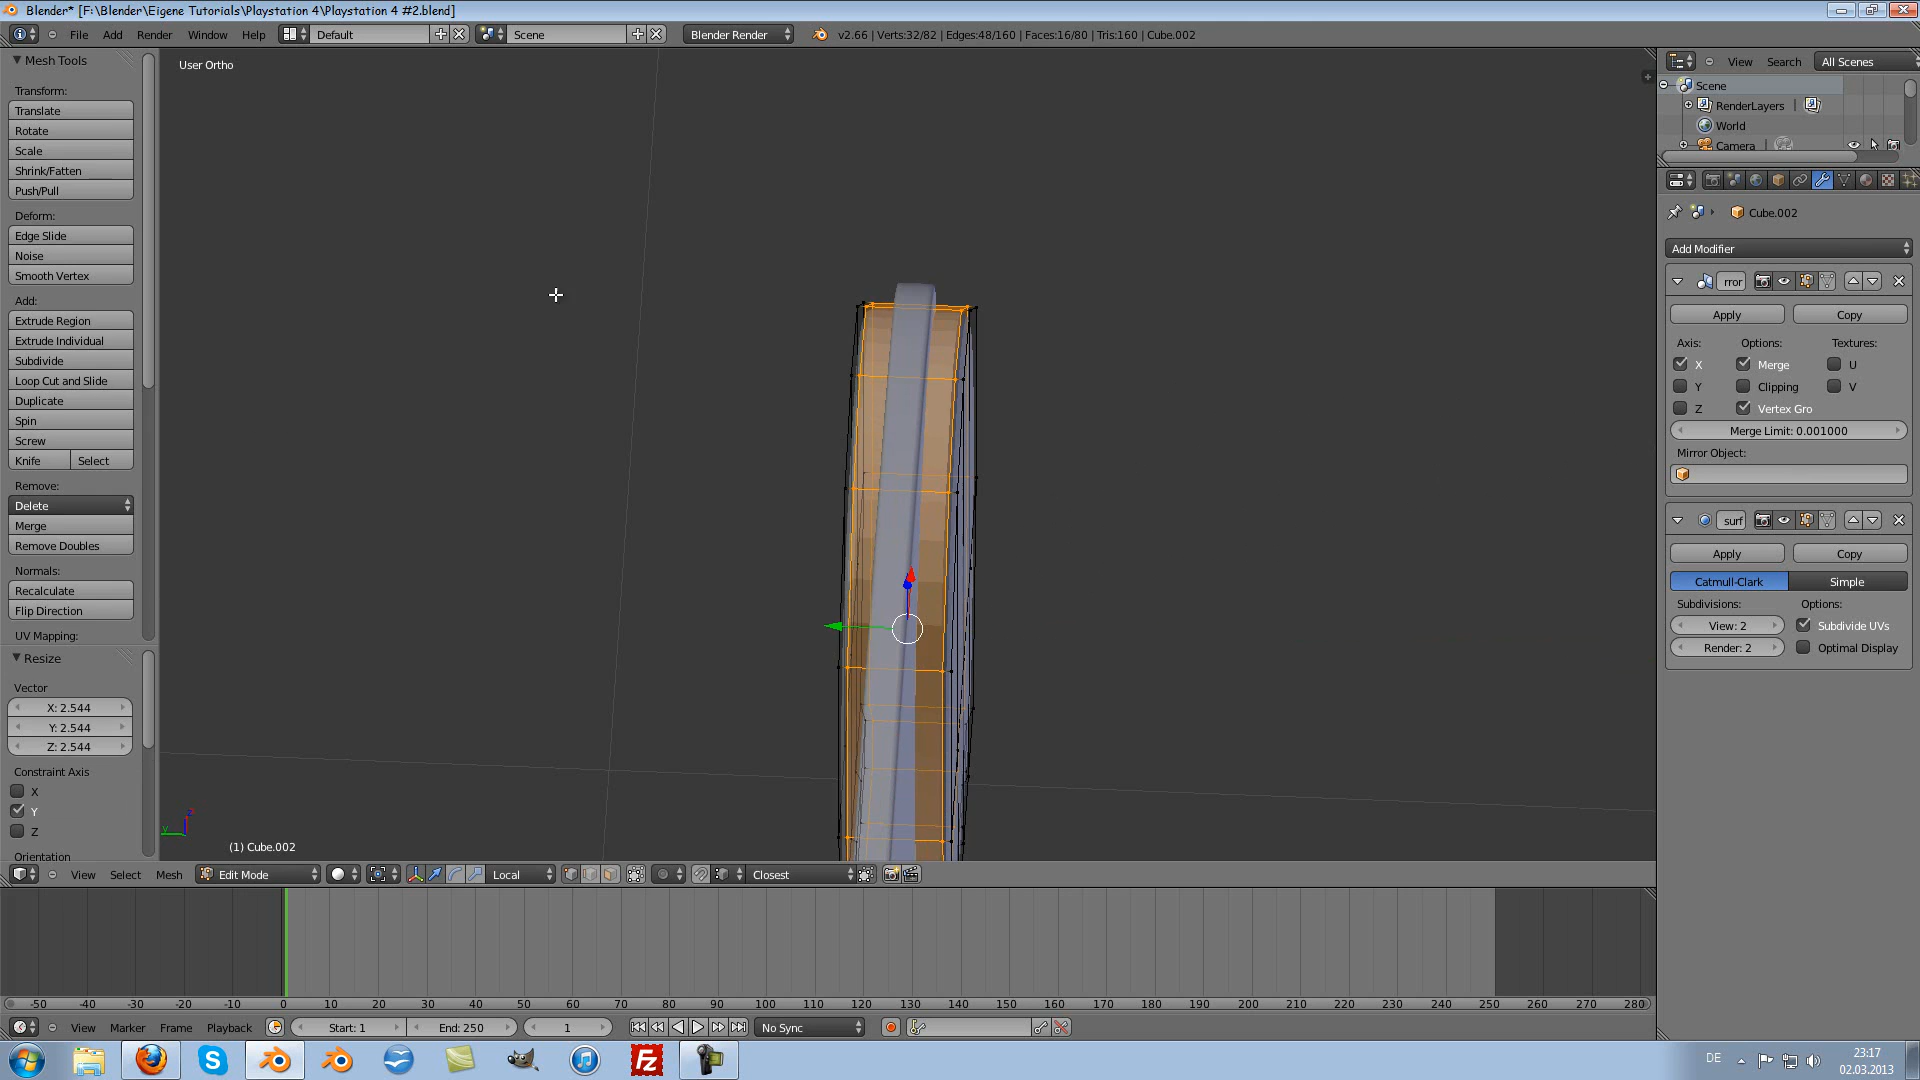 Blender* [F:\Blender\Eigene Tutorials\Playstation 4\Playstation 4 #2.blend]
File Add Render Window Help Default Scene Blender Render v2.66 | Verts:32/82 | Edges:48/160 | Faces:16/80 | Tris:160 | Cube.002
Mesh Tools
Transform:
Translate
Rotate
Scale
Shrink/Fatten
Push/Pull
Deform:
Edge Slide
Noise
Smooth Vertex
Add:
Extrude Region
Extrude Individual
Subdivide
Loop Cut and Slide
Duplicate
Spin
Screw
Knife Select
Remove:
Delete
Merge
Remove Doubles
Normals:
Recalculate
Flip Direction
UV Mapping:
Resize
Vector
X: 2.544
Y: 2.544
Z: 2.544
Constraint Axis
X
Y
Z
Orientation
User Ortho
y z
(1) Cube.002
View Search All Scenes
Scene
RenderLayers |
World
Camera |
Cube.002
Add Modifier
rror
Apply Copy
Axis: Options: Textures:
X Merge U
Y Clipping V
Z Vertex Gro
Merge Limit: 0.001000
Mirror Object:
surf
Apply Copy
Catmull-Clark Simple
Subdivisions: Options:
View: 2 Subdivide UVs
Render: 2 Optimal Display
View Select Mesh Edit Mode Local Closest
-50 -40 -30 -20 -10 0 10 20 30 40 50 60 70 80 90 100 110 120 130 140 150 160 170 180 190 200 210 220 230 240 250 260 270 280
View Marker Frame Playback Start: 1 End: 250 1 No Sync
Fz
DE
23:17
02.03.2013